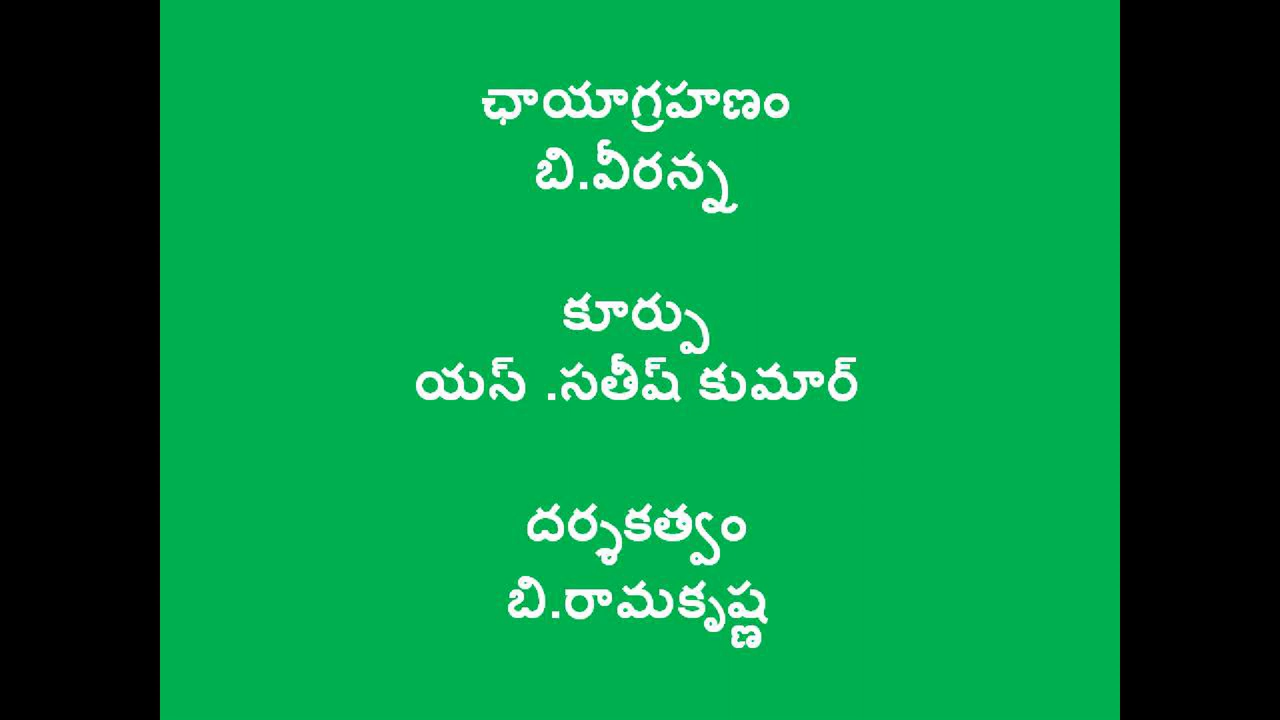 ఛాయాగ్రహణం
బి.వీరన్న
కూర్పు
యస్ .సతీష్ కుమార్
దర్శకత్వం
బి.రామకృష్ణ